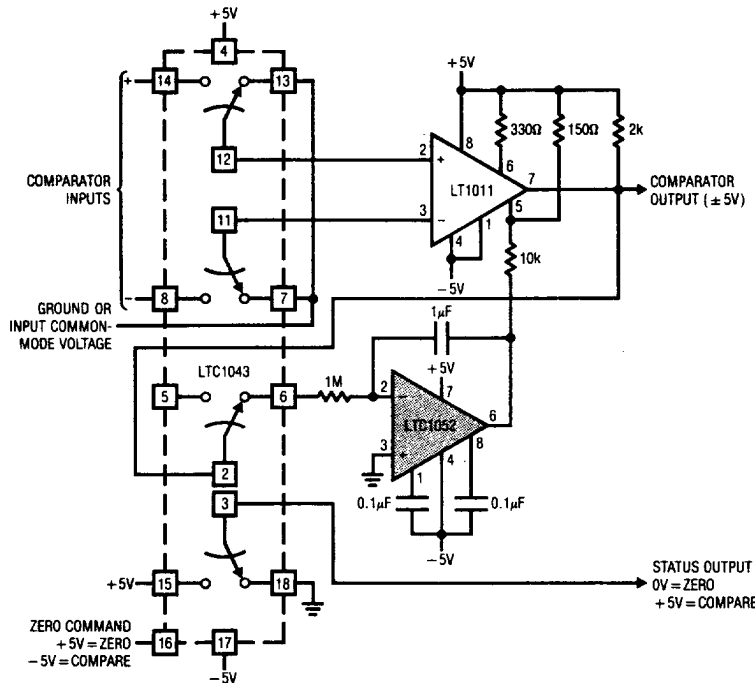 +5V
4
+
14
13
12
COMPARATOR
INPUTS
11
−
8
7
GROUND OR
INPUT COMMON-
MODE VOLTAGE
+5V
330Ω
150Ω
2k
8
6
2
+
LT1011
7
3
−
5
4
1
−5V
10k
COMPARATOR
OUTPUT (±5V)
1µF
LTC1043
5
6
1M
+5V
7
2
−
LTC1052
6
3
+
8
4
1
0.1µF
0.1µF
−5V
2
3
+5V
15
18
STATUS OUTPUT
0V=ZERO
+5V=COMPARE
ZERO COMMAND
+5V=ZERO
−5V=COMPARE
16
17
−5V